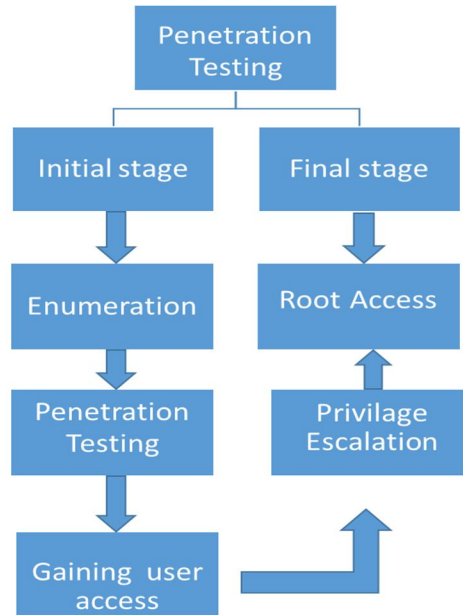 Penetration
Testing
Initial stage
Final stage
Enumeration
Root Access
Penetration
Testing
Privilage
Escalation
Gaining user
access